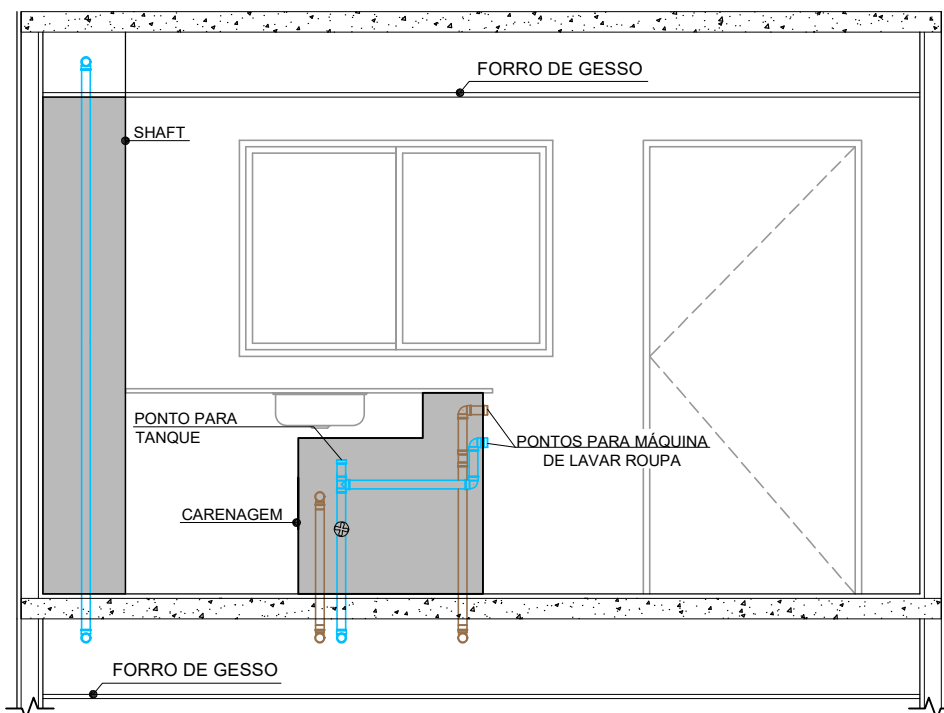 FORRO DE GESSO
SHAFT
PONTO PARA
TANQUE
PONTOS PARA MÁQUINA
DE LAVAR ROUPA
CARENAGEM
FORRO DE GESSO